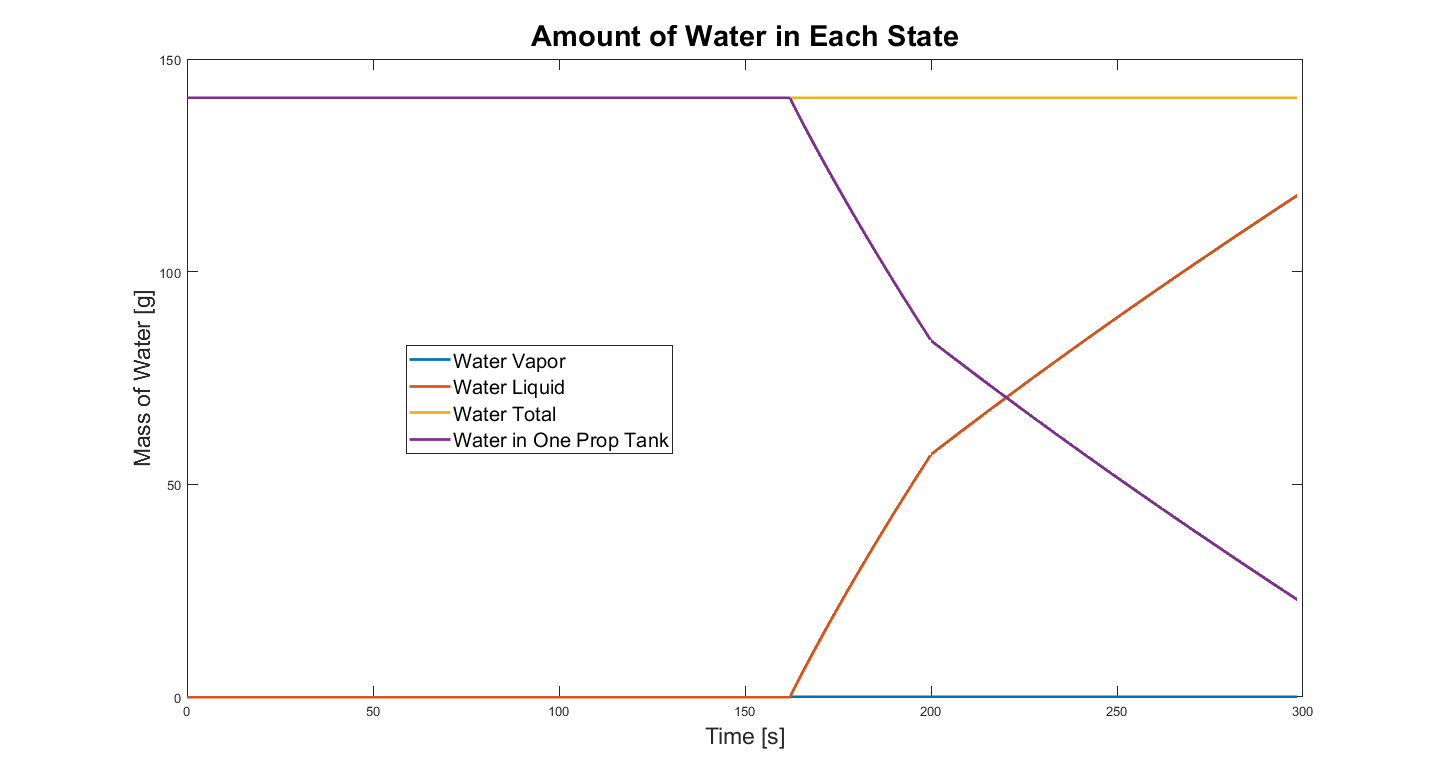 Amount of Water in Each State
150
100
50
0
Mass of Water [g]
Water Vapor
Water Liquid
Water Total
Water in One Prop Tank
0 50 100 150 200 250 300
Time [s]